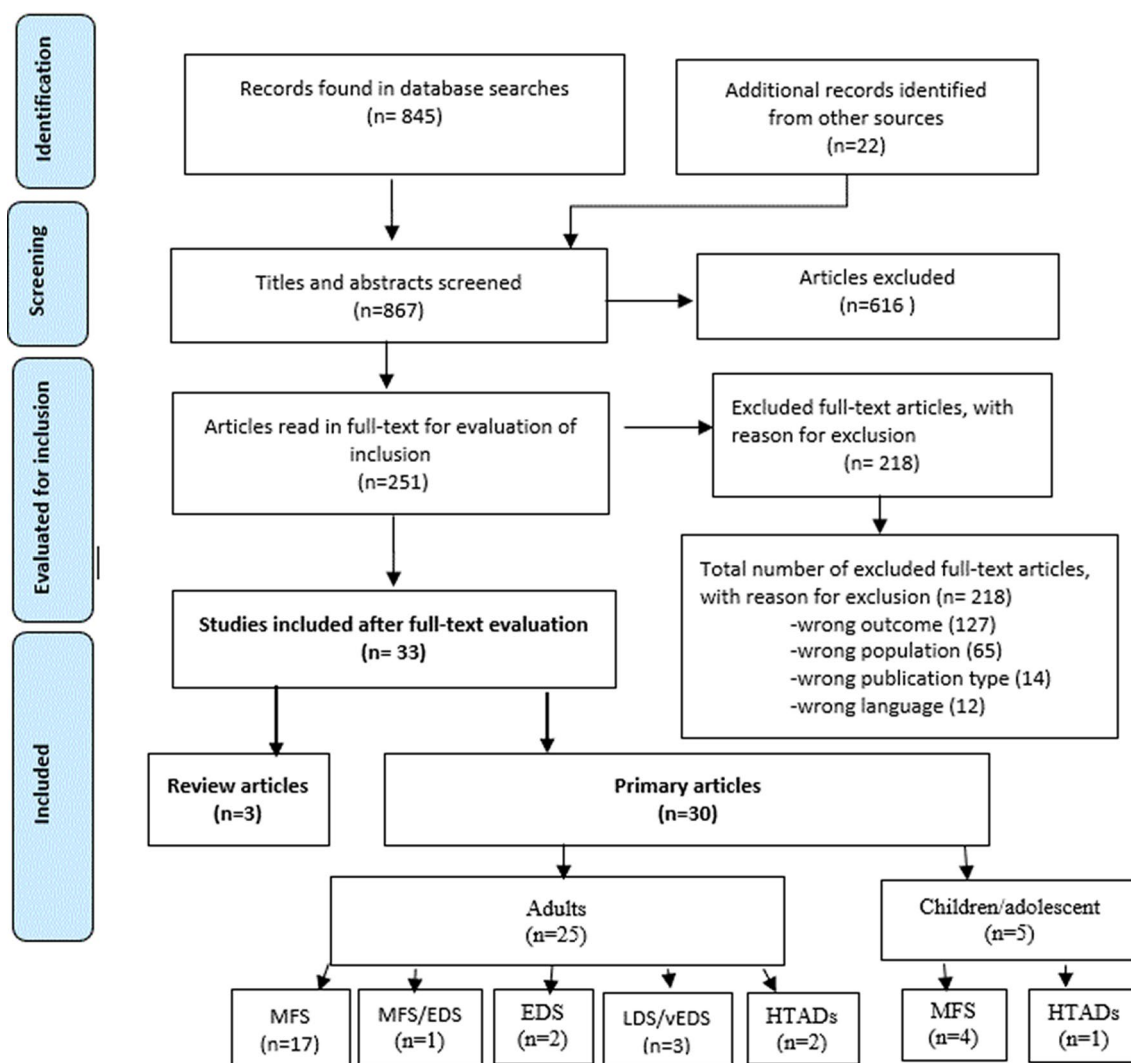 Identification
Records found in database searches
(n= 845)
Additional records identified
from other sources
(n=22)
Screening
Titles and abstracts screened
(n=867)
Articles excluded
(n=616 )
Evaluated for inclusion
Articles read in full-text for evaluation of
inclusion
(n=251)
Excluded full-text articles, with
reason for exclusion
(n= 218)
Total number of excluded full-text articles,
with reason for exclusion (n= 218)
-wrong outcome (127)
-wrong population (65)
-wrong publication type (14)
-wrong language (12)
Studies included after full-text evaluation
(n= 33)
Included
Review articles
(n=3)
Primary articles
(n=30)
Adults
(n=25)
Children/adolescent
(n=5)
MFS
(n=17)
MFS/EDS
(n=1)
EDS
(n=2)
LDS/vEDS
(n=3)
HTADs
(n=2)
MFS
(n=4)
HTADs
(n=1)